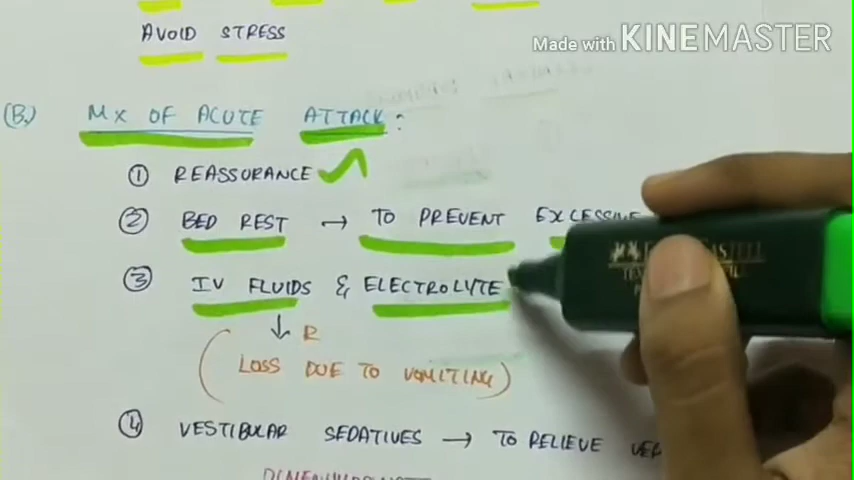 AVOID STRESS
Made with KINEMASTER
(B.) MX OF ACUTE ATTACK:
① REASSURANCE
② BED REST → TO PREVENT EXCESSIVE
③ IV FLUIDS & ELECTROLYTE
↓ R
(LOSS DUE TO VOMITING)
④ VESTIBULAR SEDATIVES → TO RELIEVE VER